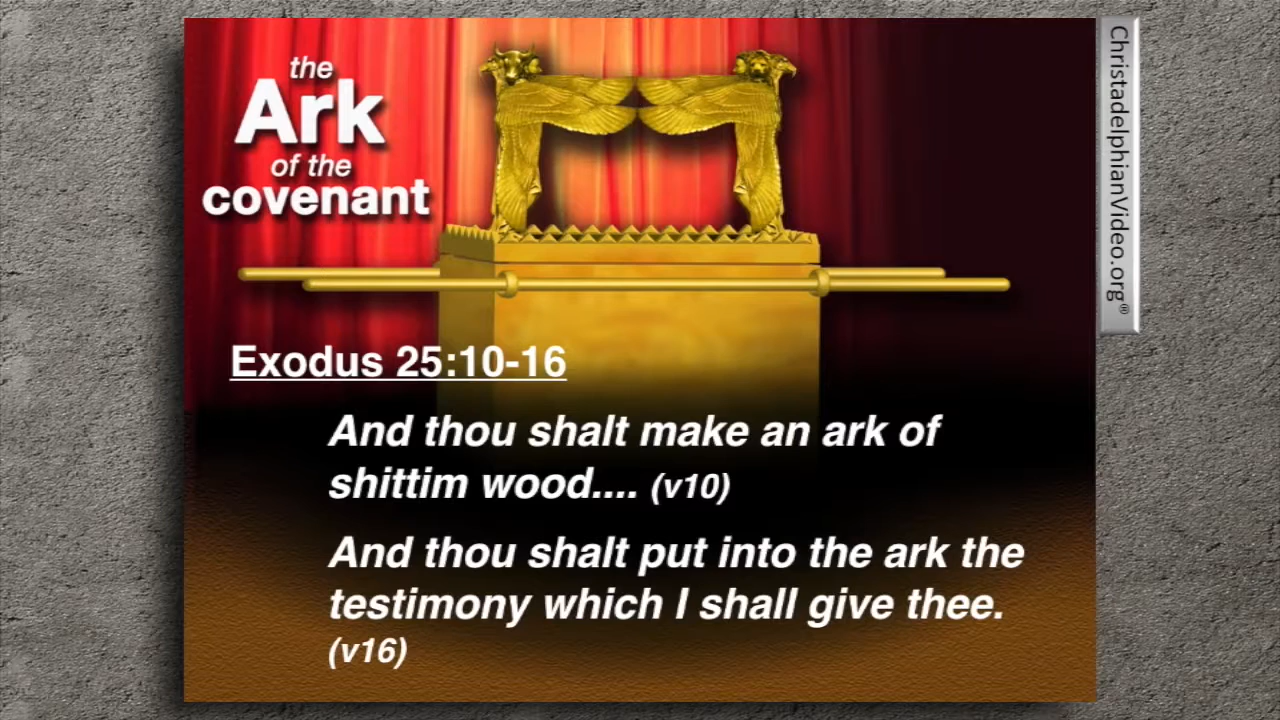 the
Ark
of the
covenant
Exodus 25:10-16
And thou shalt make an ark of
shittim wood.... (v10)
And thou shalt put into the ark the
testimony which I shall give thee.
(v16)
ChristadelphianVideo.org®